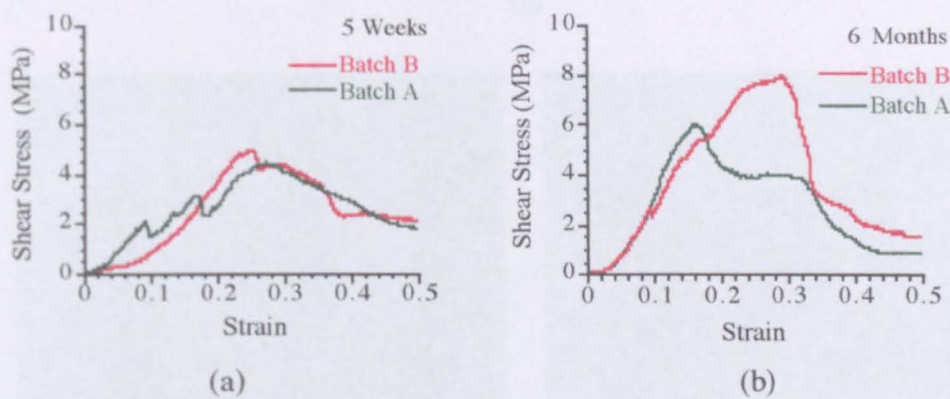 10
8
6
4
2
0
Shear Stress (MPa)
5 Weeks
Batch B
Batch A
0 0.1 0.2 0.3 0.4 0.5
Strain
(a)
10
8
6
4
2
0
Shear Stress (MPa)
6 Months
Batch B
Batch A
0 0.1 0.2 0.3 0.4 0.5
Strain
(b)